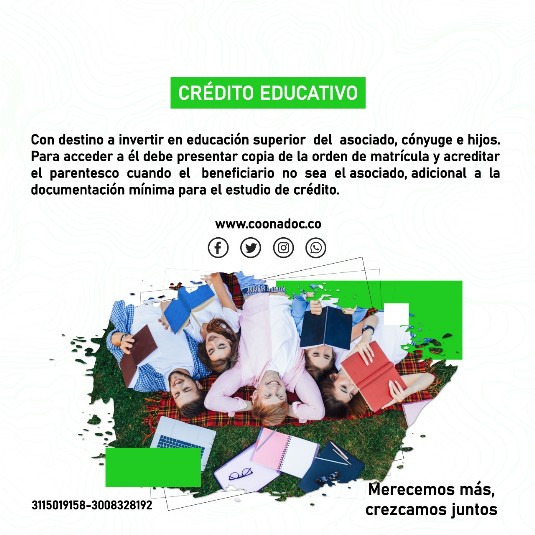 CRÉDITO EDUCATIVO
Con destino a invertir en educación superior del asociado, cónyuge e hijos.
Para acceder a él debe presentar copia de la orden de matrícula y acreditar
el parentesco cuando el beneficiario no sea el asociado, adicional a la
documentación mínima para el estudio de crédito.
www.coonadoc.co
Merecemos más,
crezcamos juntos
3115019158-3008328192